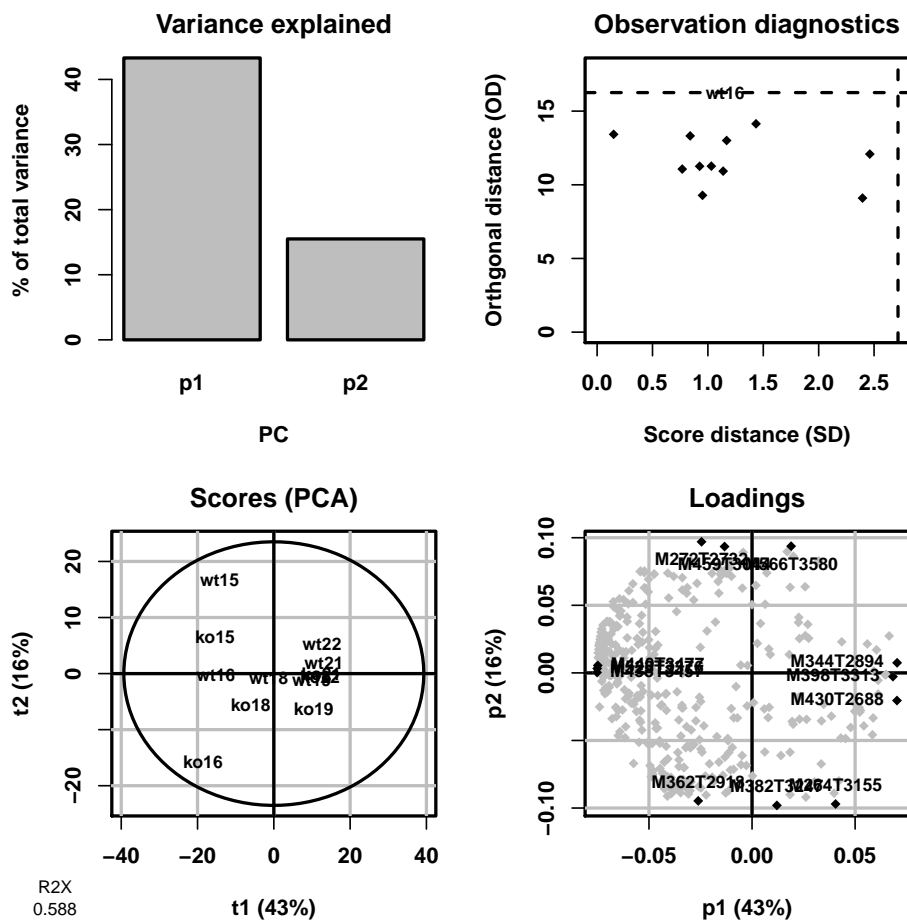 Variance explained
% of total variance
0
10
20
30
40
p1
p2
PC
Observation diagnostics
Orthgonal distance (OD)
0
5
10
15
wt16
0.0
0.5
1.0
1.5
2.0
2.5
Score distance (SD)
Scores (PCA)
t2 (16%)
−20
0
10
20
wt15
ko15
wt22
wt21
wt16
wt18
ko18
ko19
ko16
−40
−20
0
20
40
t1 (43%)
R2X
0.588
Loadings
p2 (16%)
−0.10
0.00
0.05
0.10
M272T2732
M344T2894
M398T3313
M430T2688
M362T2918
−0.05
0.00
0.05
p1 (43%)